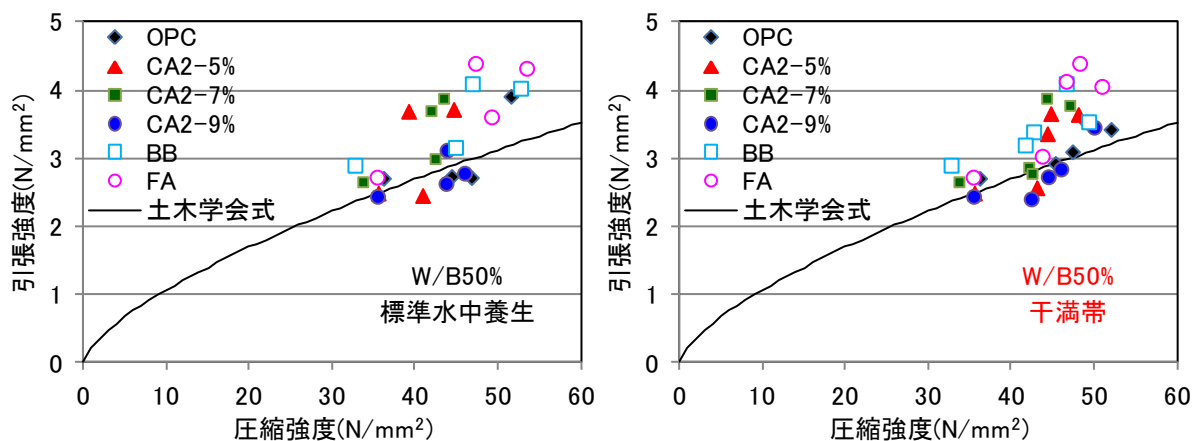 引張強度(N/mm²)
5
4
3
2
1
0
OPC
CA2-5%
CA2-7%
CA2-9%
BB
FA
土木学会式
W/B50%
標準水中養生
0 10 20 30 40 50 60
圧縮強度(N/mm²)
引張強度(N/mm²)
5
4
3
2
1
0
OPC
CA2-5%
CA2-7%
CA2-9%
BB
FA
土木学会式
W/B50%
干満帯
0 10 20 30 40 50 60
圧縮強度(N/mm²)